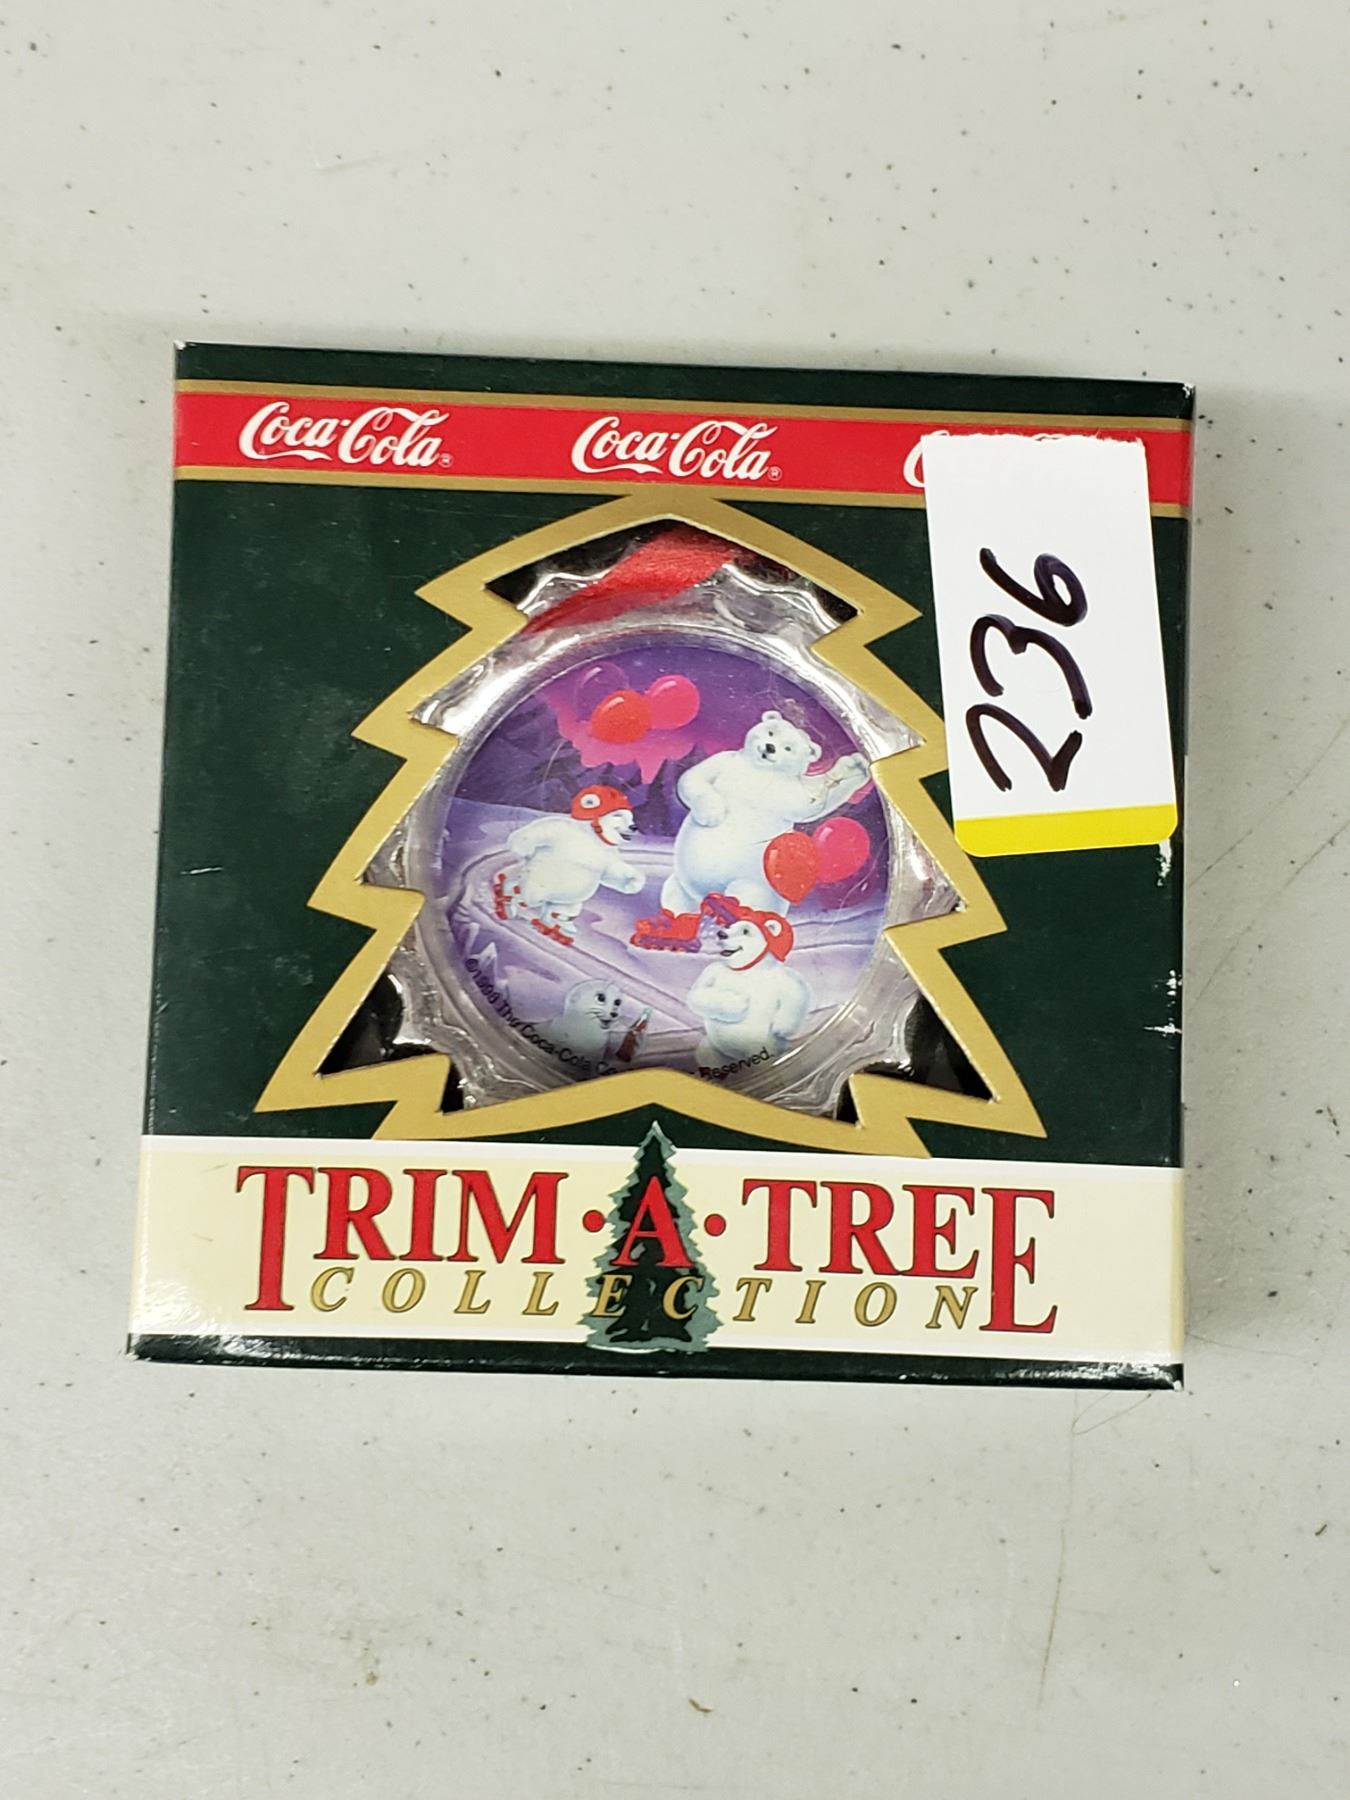 Coca-Cola® Coca-Cola®
236
©1996 The Coca-Cola Reserved.
TRIM·A·TREE
COLLECTION